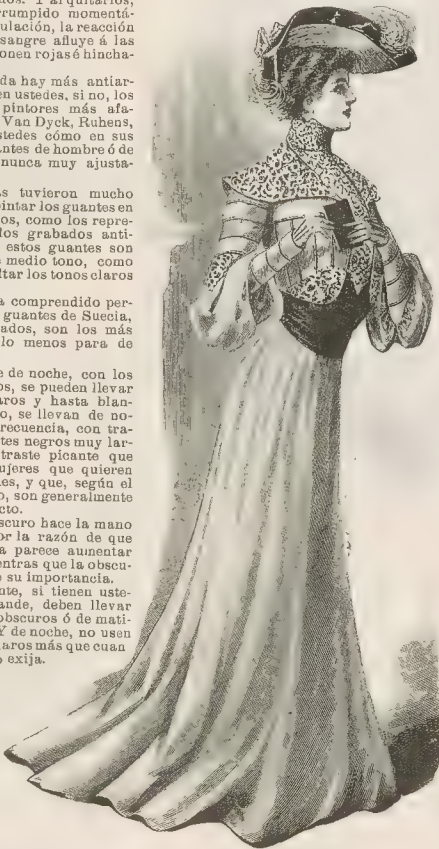 nos. Y al quitarlos,
rrumpido momentá-
ulación, la reacción
sangre afluye á las
onen rojas é hincha-
da hay más antiar-
en ustedes, si no, los
pintores más afa-
Van Dyck, Ruhens,
stedes cómo en sus
antes de hombre ó de
nunca muy ajusta-
s tuvieron mucho
pintar los guantes en
os, como los repre-
los grabados anti-
estos guantes son
e medio tono, como
ltar los tonos claros
a comprendido per-
guantes de Suecia,
ados, son los más
lo menos para de
e de noche, con los
os, se pueden llevar
aros y hasta blan-
o, se llevan de no-
recuencia, con tra-
tes negros muy lar-
traste picante que
ujeres que quieren
es, y que, según el
o, son generalmente
cto.
scuro hace la mano
or la razón de que
a parece aumentar
entras que la obscu-
e su importancia.
nte, si tienen uste-
ande, deben llevar
obscuros ó de mati-
Y de noche, no usen
laros más que cuan
o exija.